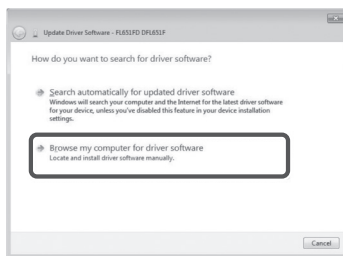 Update Driver Software - FL651FD DFL651F
How do you want to search for driver software?
Search automatically for updated driver software
Windows will search your computer and the Internet for the latest driver software
for your device, unless you've disabled this feature in your device installation
settings.
Browse my computer for driver software
Locate and install driver software manually.
Cancel